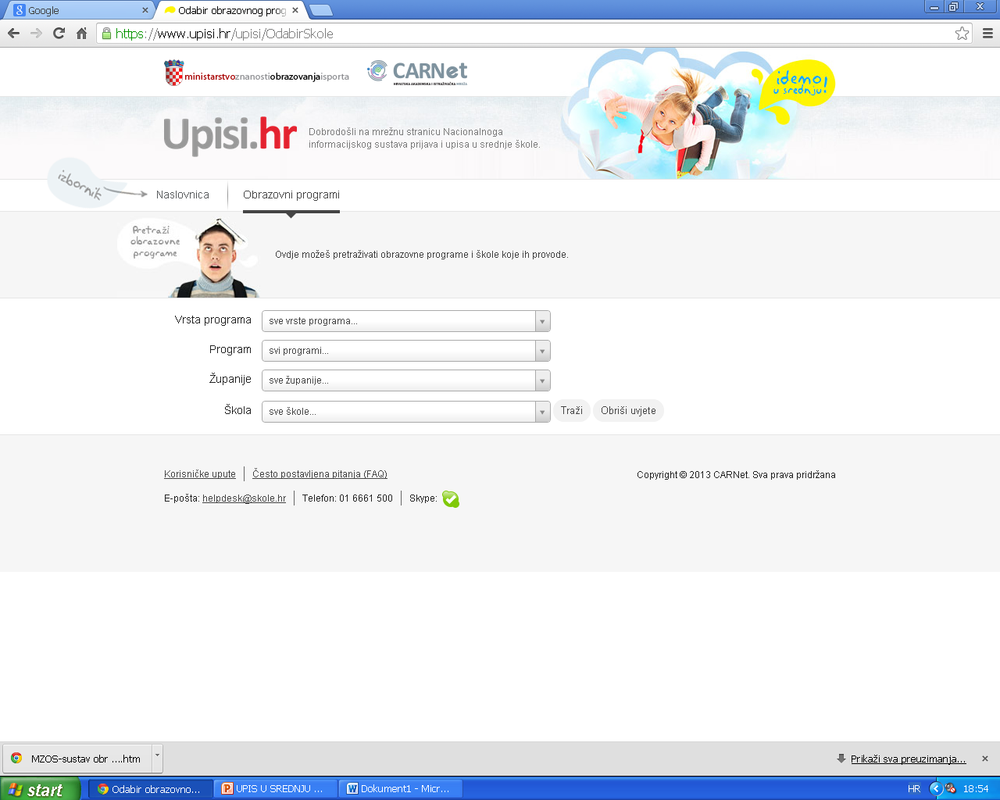 Google
Odabir obrazovnog prog
https://www.upisi.hr/upisi/OdabirSkole
ministarstvoznanostiobrazovanjaisporta
CARNet
HRVATSKA AKADEMSKA I ISTRAŽIVAČKA MREŽA
idemo!
u srednju!
Upisi.hr
Dobrodošli na mrežnu stranicu Nacionalnoga
informacijskog sustava prijava i upisa u srednje škole.
izbornik
Naslovnica
Obrazovni programi
Pretraži
obrazovne
programe
Ovdje možeš pretraživati obrazovne programe i škole koje ih provode.
Vrsta programa
sve vrste programa...
Program
svi programi...
Županije
sve županije...
Škola
sve škole...
Traži
Obriši uvjete
Korisničke upute
Često postavljena pitanja (FAQ)
Copyright © 2013 CARNet. Sva prava pridržana
E-pošta: helpdesk@skole.hr
Telefon: 01 6661 500
Skype:
MZOS-sustav obr ....htm
Prikaži sva preuzimanja...
start
Odabir obrazovno...
UPIS U SREDNJU ...
Dokument1 - Micr...
HR
18:54